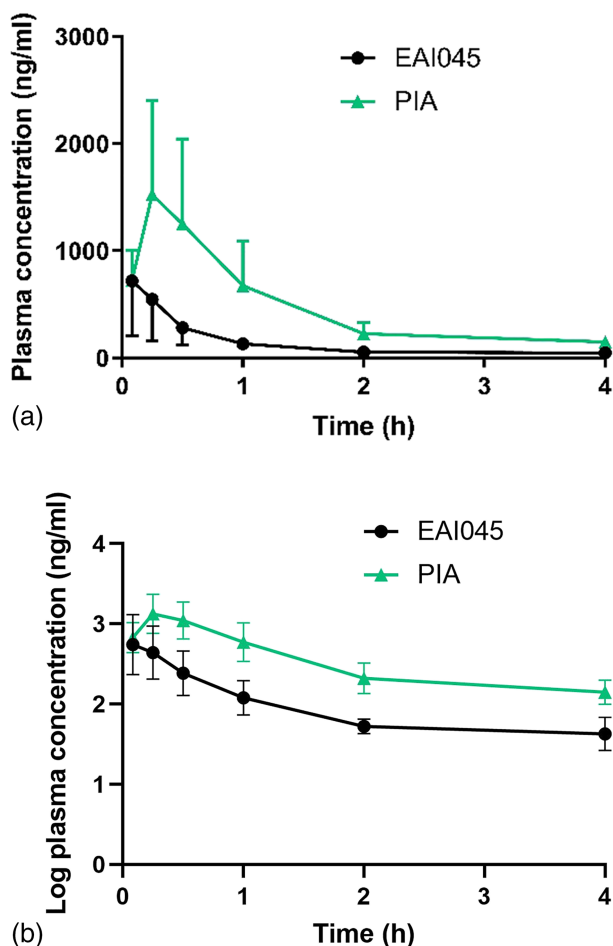 3000
2000
1000
0
Plasma concentration (ng/ml)
EAI045
PIA
0 1 2 3 4
Time (h)
(a)
4
3
2
1
0
Log plasma concentration (ng/ml)
EAI045
PIA
0 1 2 3 4
Time (h)
(b)